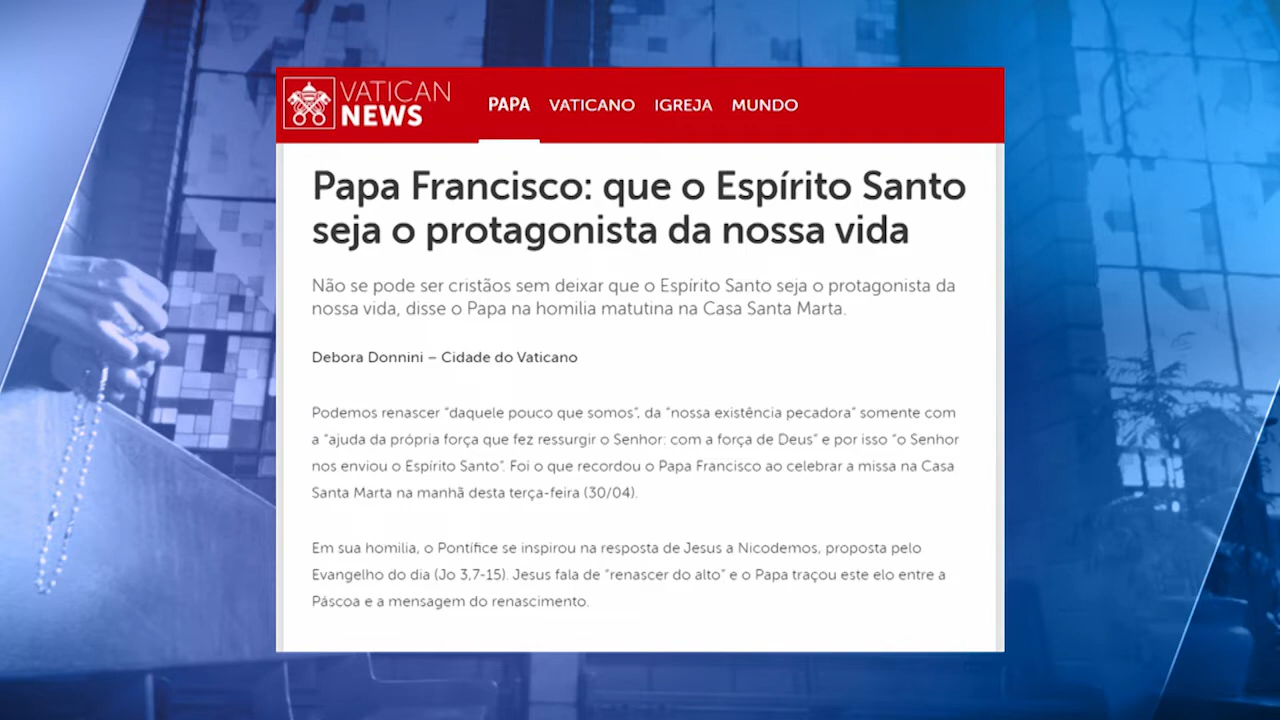 VATICAN
NEWS
PAPA VATICANO IGREJA MUNDO
Papa Francisco: que o Espírito Santo
seja o protagonista da nossa vida
Não se pode ser cristãos sem deixar que o Espírito Santo seja o protagonista da
nossa vida, disse o Papa na homilia matutina na Casa Santa Marta.
Debora Donnini – Cidade do Vaticano
Podemos renascer “daquele pouco que somos”, da “nossa existência pecadora” somente com
a “ajuda da própria força que fez ressurgir o Senhor: com a força de Deus” e por isso “o Senhor
nos enviou o Espírito Santo”. Foi o que recordou o Papa Francisco ao celebrar a missa na Casa
Santa Marta na manhã desta terça-feira (30/04).
Em sua homilia, o Pontífice se inspirou na resposta de Jesus a Nicodemos, proposta pelo
Evangelho do dia (Jo 3,7-15). Jesus fala de “renascer do alto” e o Papa traçou este elo entre a
Páscoa e a mensagem do renascimento.